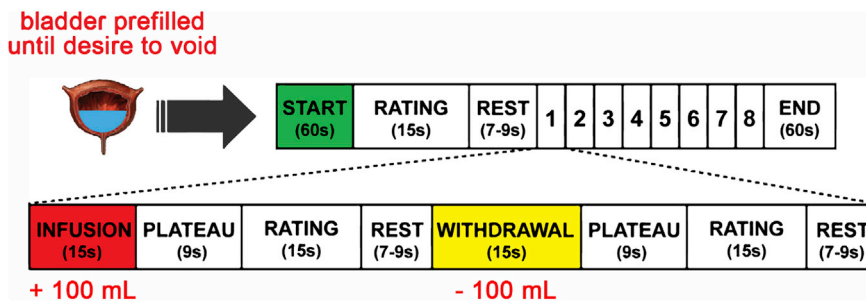 bladder prefilled
until desire to void
START RATING REST 1 2 3 4 5 6 7 8 END
(60s) (15s) (7-9s) (60s)
INFUSION PLATEAU RATING REST WITHDRAWAL PLATEAU RATING REST
(15s) (9s) (15s) (7-9s) (15s) (9s) (15s) (7-9s)
+ 100 mL - 100 mL